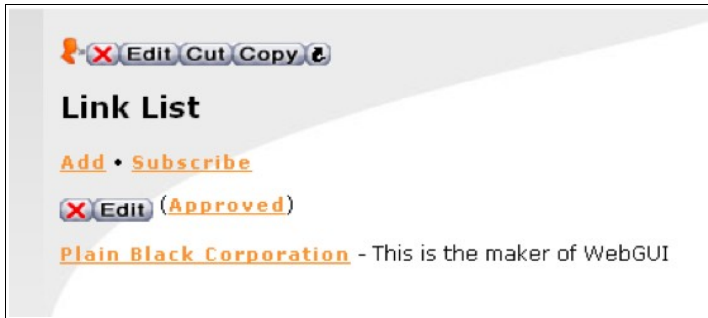 Edit Cut Copy
Link List
Add • Subscribe
Edit (Approved)
Plain Black Corporation - This is the maker of WebGUI